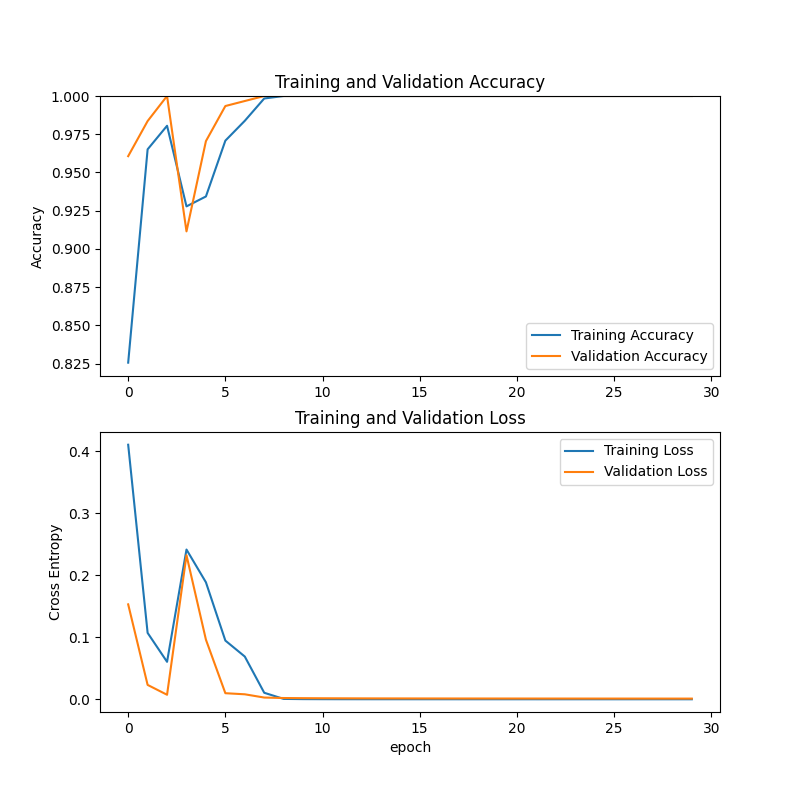 Training and Validation Accuracy
Accuracy
1.000
0.975
0.950
0.925
0.900
0.875
0.850
0.825
Training Accuracy
Validation Accuracy
0 5 10 15 20 25 30
Training and Validation Loss
Cross Entropy
0.4
0.3
0.2
0.1
0.0
Training Loss
Validation Loss
0 5 10 15 20 25 30
epoch